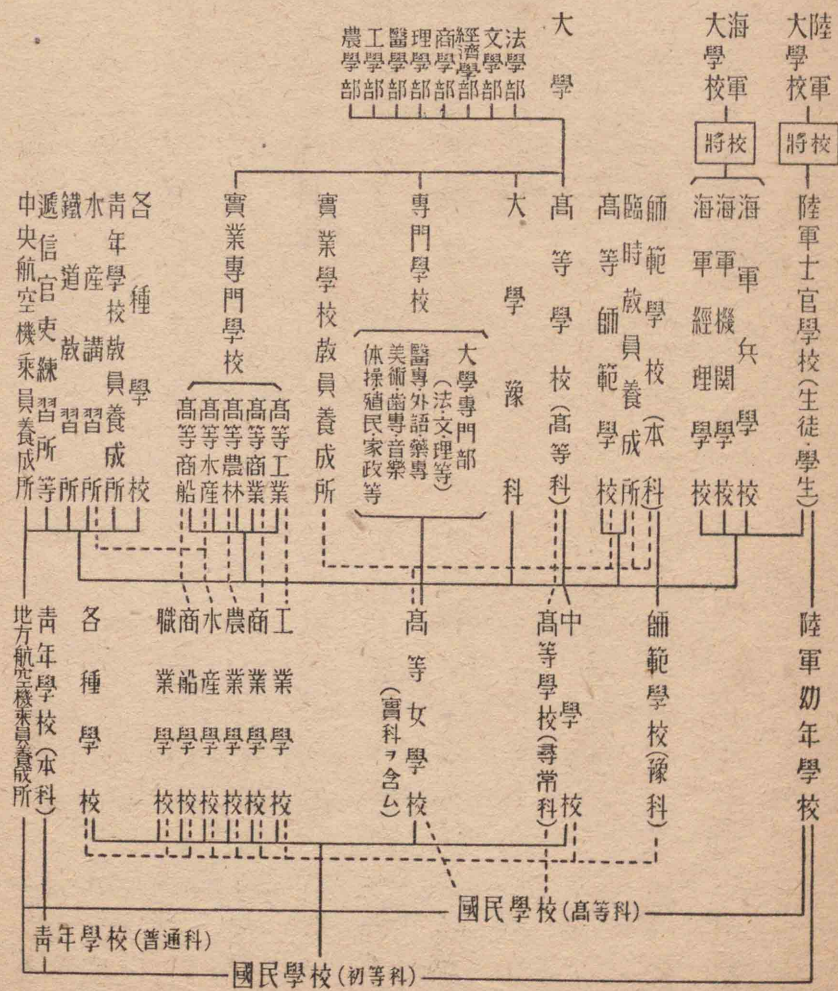 陸軍大學校
將校
陸軍士官學校(生徒·學生)
海軍大學校
將校
海軍兵學校
海軍機關學校
海軍經理學校
師範學校(本科)
臨時敎員養成所
高等師範學校
大學
法學部
文學部
經濟學部
商學部
理學部
醫學部
工學部
農學部
高等學校(高等科)
大學豫科
專門學校
大學專門部
(法·文·理等)
醫專·外語·藥專
美術·齒專·音樂
体操·殖民·家政等
實業學校敎員養成所
實業專門學校
高等工業
高等商業
高等農林
高等水産
高等商船
各種學校
靑年學校敎員養成所
水産講習所
鐵道敎習所
遞信官吏練習所等
中央航空機乘員養成所
陸軍幼年學校
師範學校(豫科)
中學校
高等學校(尋常科)
高等女學校
(實科ヲ含ム)
工業學校
商業學校
農業學校
水産學校
商船學校
職業學校
各種學校
靑年學校(本科)
地方航空機乘員養成所
國民學校(高等科)
靑年學校(普通科)
國民學校(初等科)